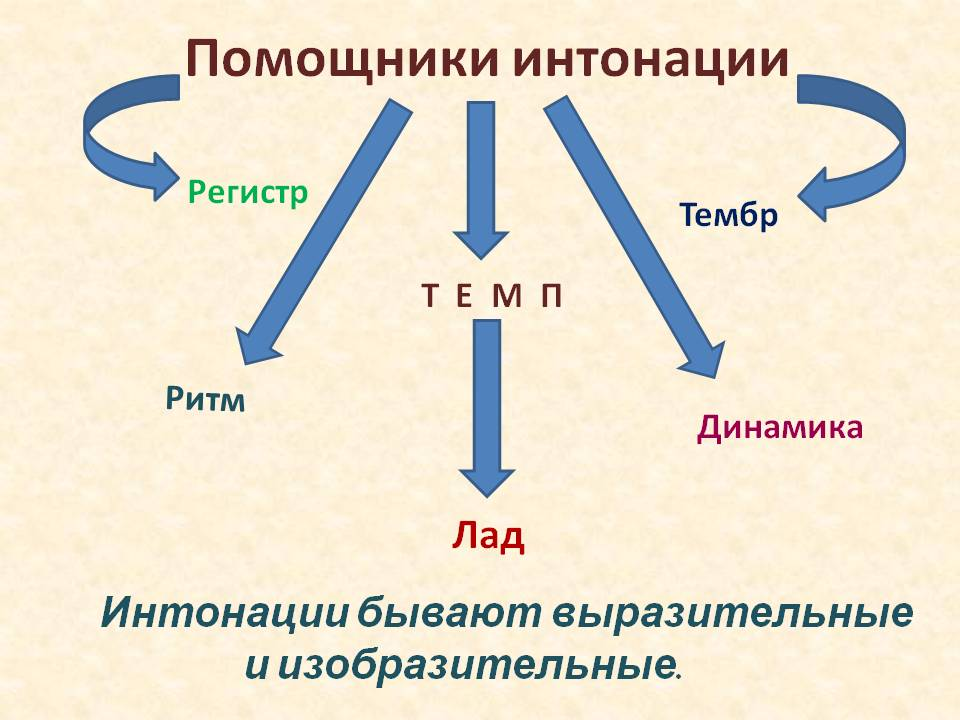 Помощники интонации
Регистр
Тембр
Т Е М П
Ритм
Динамика
Лад
Интонации бывают выразительные
и изобразительные.